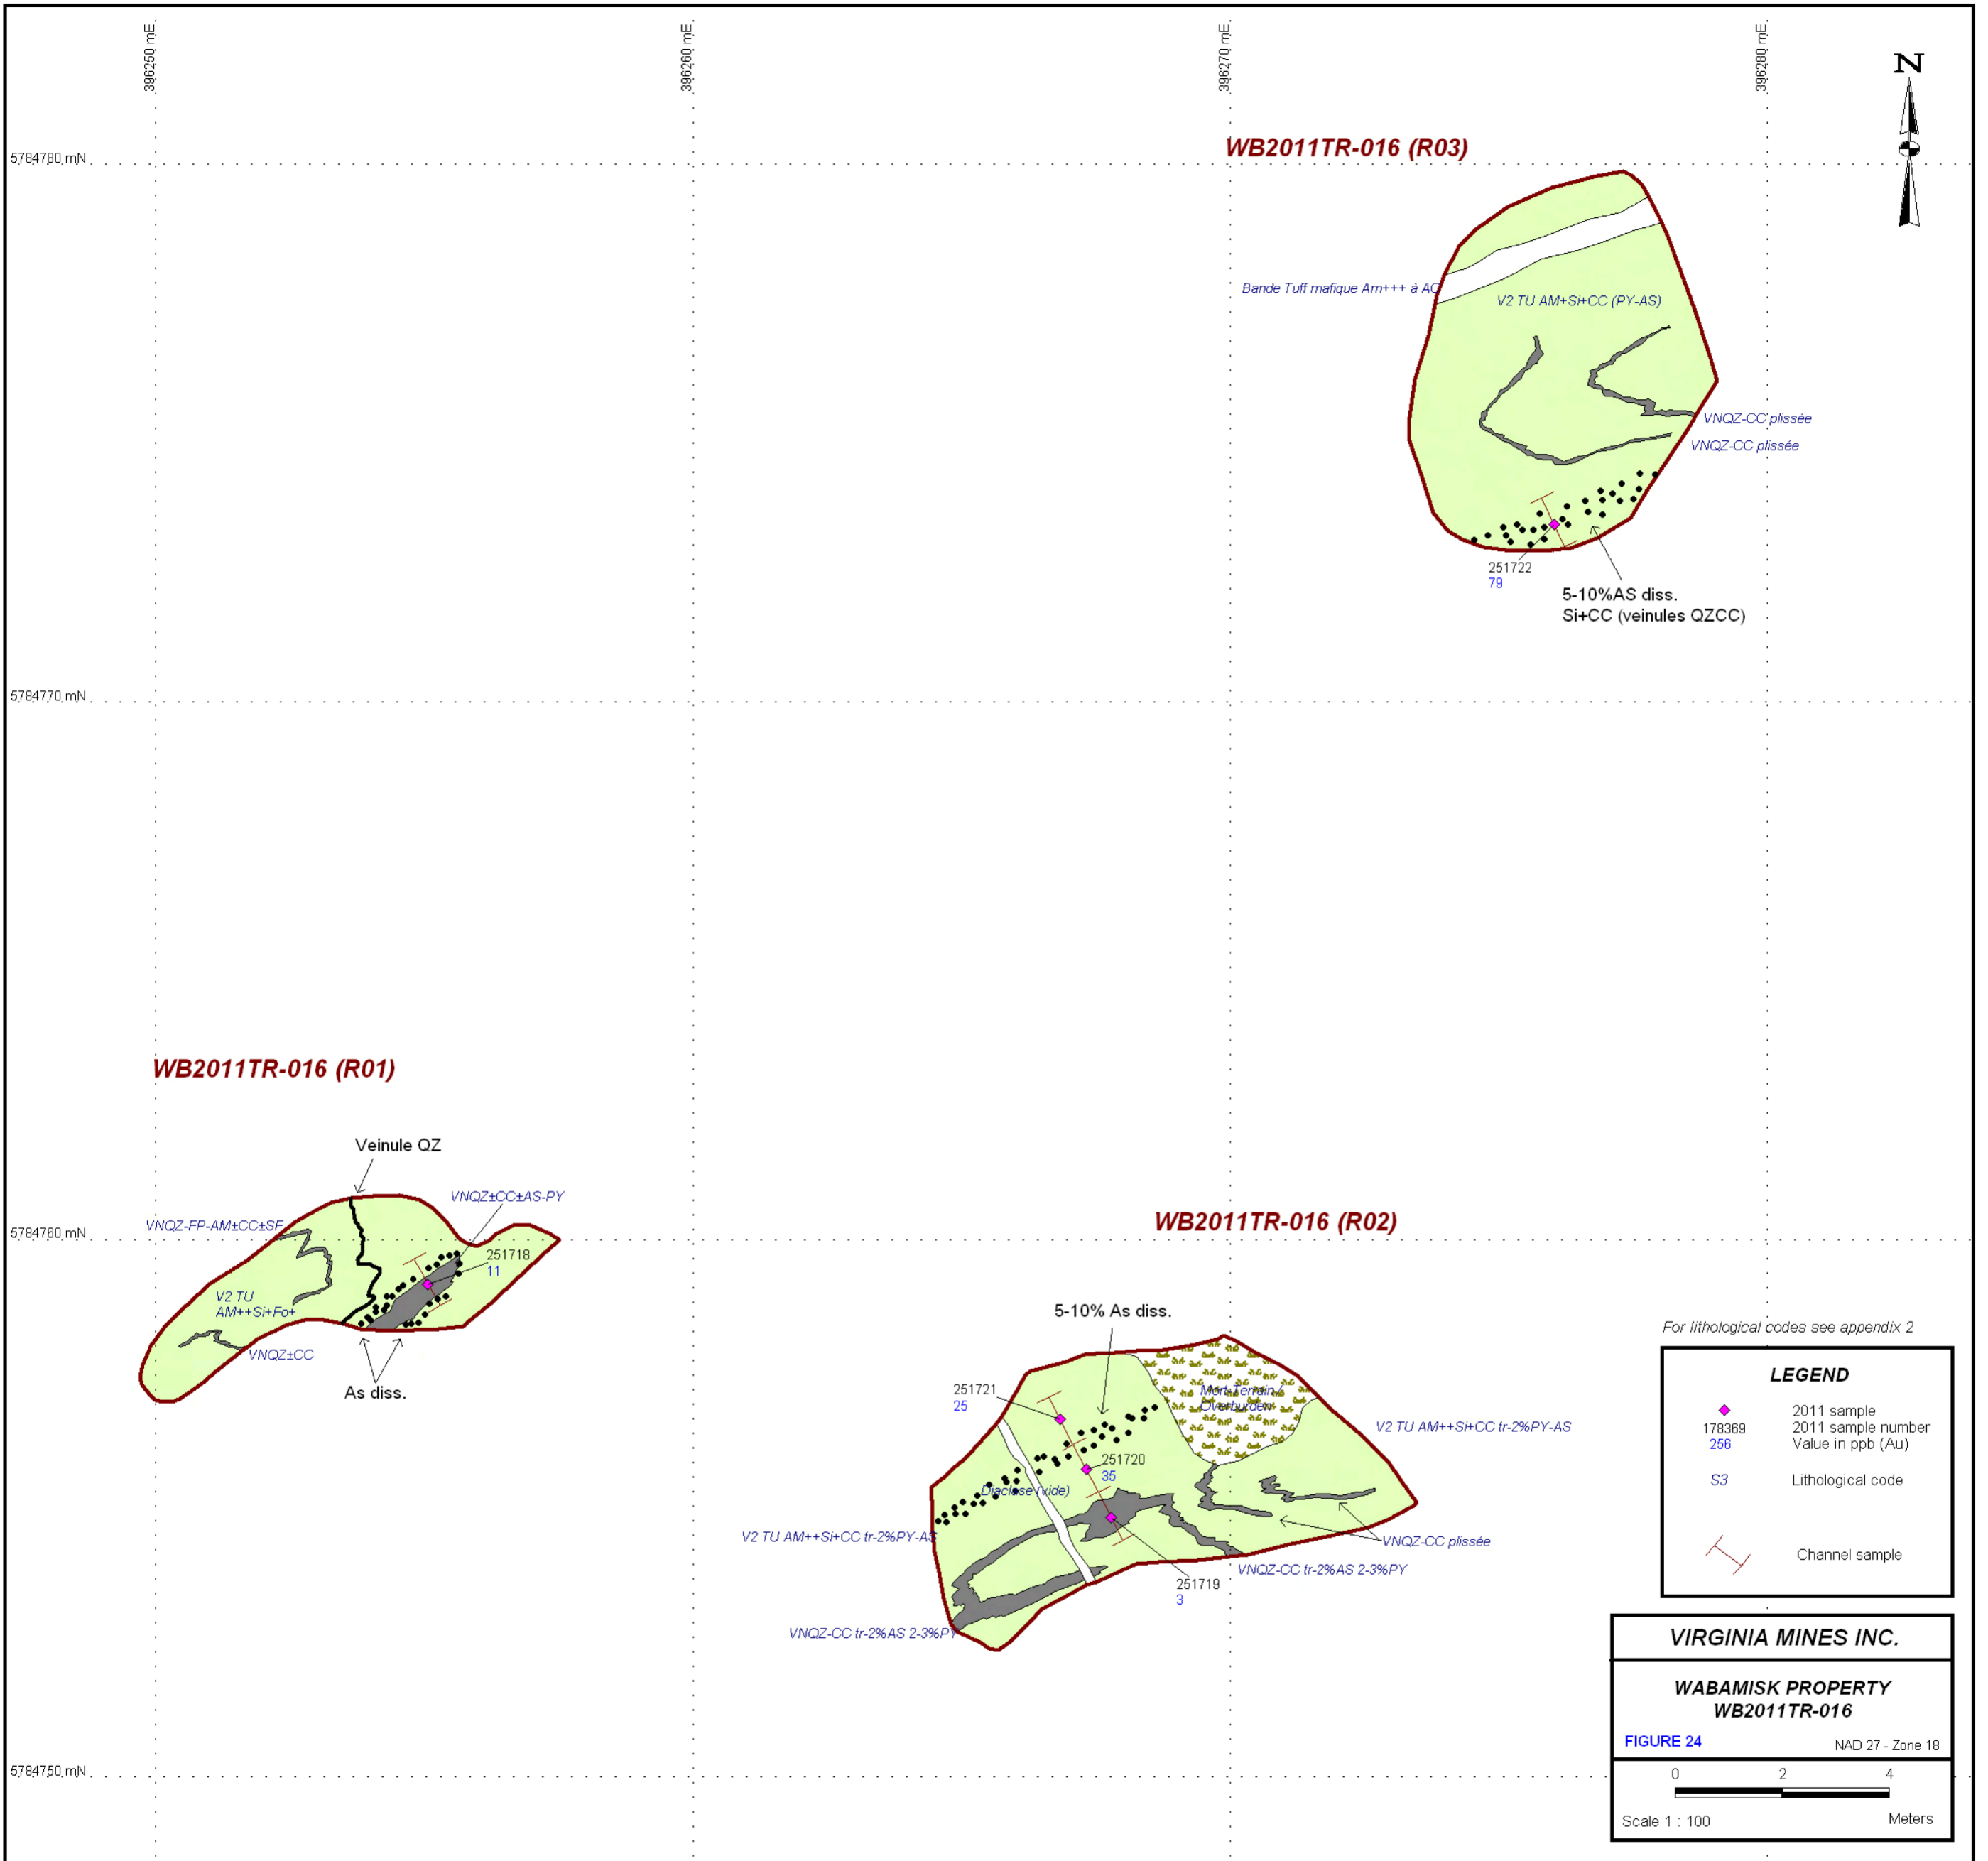 396250 mE
396260 mE
396270 mE
396280 mE
N
5784780 mN
WB2011TR-016 (R03)
Bande Tuff mafique Am+++ à AC
V2 TU AM+Si+CC (PY-AS)
VNQZ-CC plissée
VNQZ-CC plissée
251722
79
5-10%AS diss.
Si+CC (veinules QZCC)
5784770 mN
WB2011TR-016 (R01)
Veinule QZ
VNQZ±CC±AS-PY
VNQZ-FP-AM±CC±SF
5784760 mN
251718
11
V2 TU
AM++Si+Fo+
VNQZ±CC
As diss.
WB2011TR-016 (R02)
5-10% As diss.
251721
25
Mort-Terrain /
Overburden
V2 TU AM++Si+CC tr-2%PY-AS
251720
35
Diaclase (vide)
V2 TU AM++Si+CC tr-2%PY-AS
VNQZ-CC plissée
VNQZ-CC tr-2%AS 2-3%PY
251719
3
VNQZ-CC tr-2%AS 2-3%PY
5784750 mN
For lithological codes see appendix 2
LEGEND
2011 sample
178369 2011 sample number
256 Value in ppb (Au)
S3 Lithological code
Channel sample
VIRGINIA MINES INC.
WABAMISK PROPERTY
WB2011TR-016
FIGURE 24 NAD 27 - Zone 18
0 2 4
Scale 1 : 100 Meters